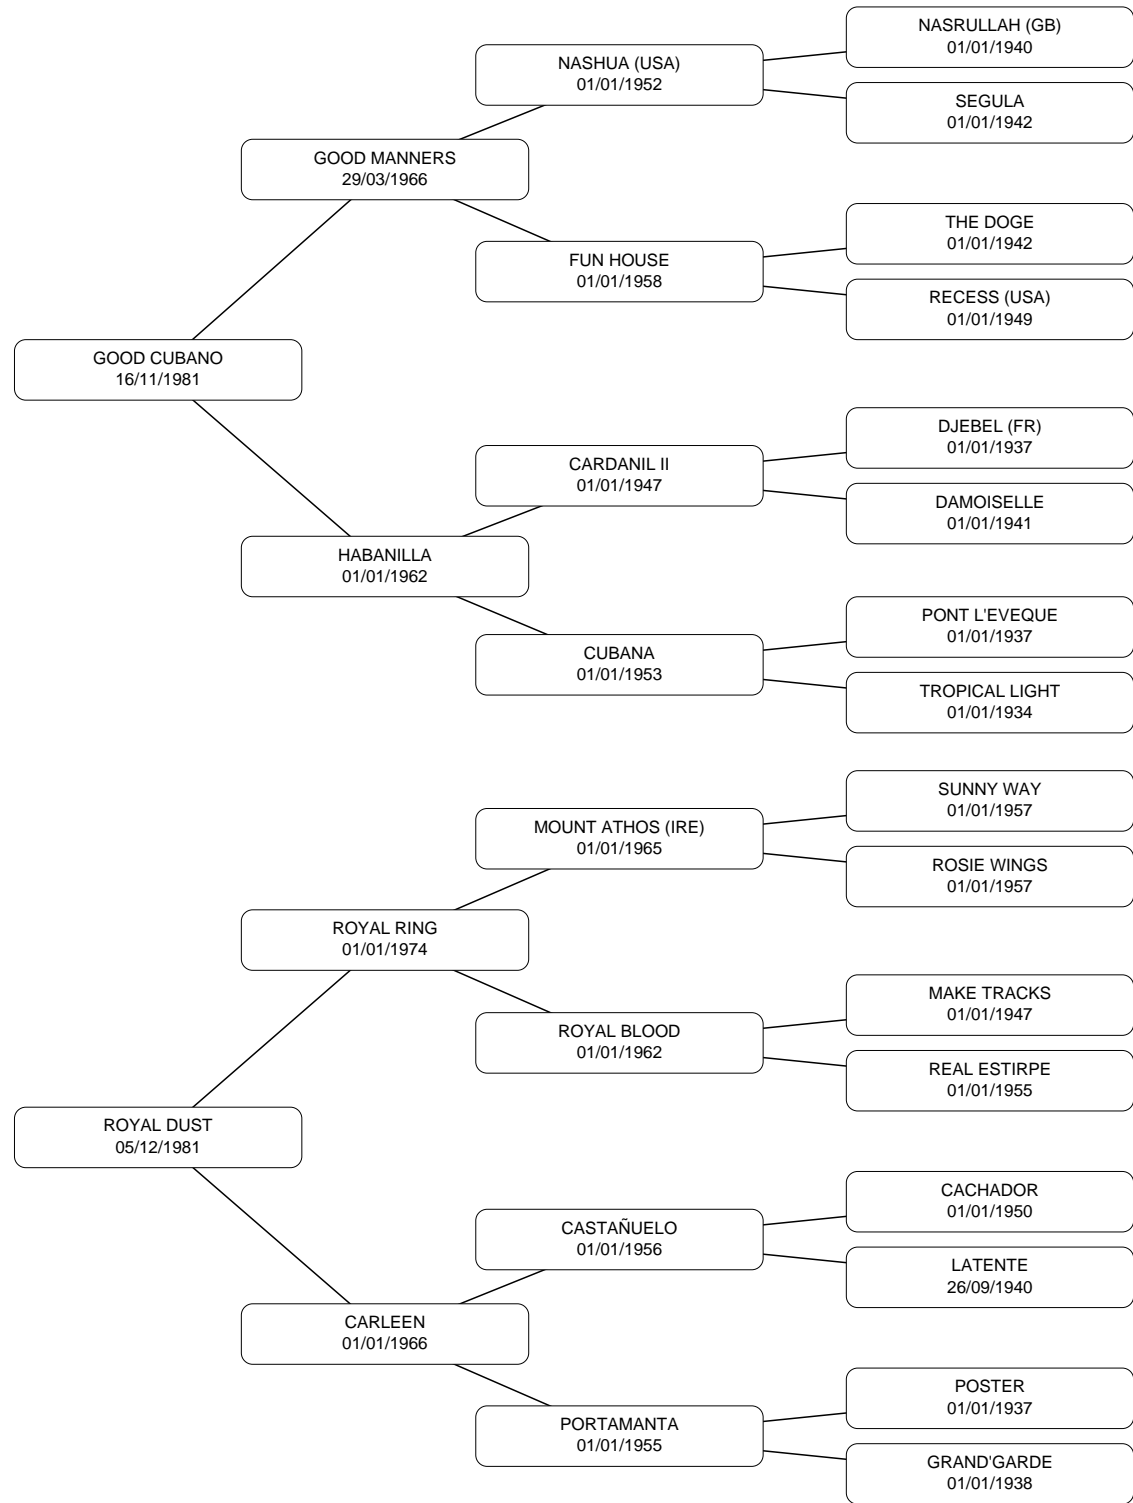 NASRULLAH (GB)
01/01/1940
NASHUA (USA)
01/01/1952
SEGULA
01/01/1942
GOOD MANNERS
29/03/1966
THE DOGE
01/01/1942
FUN HOUSE
01/01/1958
RECESS (USA)
01/01/1949
GOOD CUBANO
16/11/1981
DJEBEL (FR)
01/01/1937
CARDANIL II
01/01/1947
DAMOISELLE
01/01/1941
HABANILLA
01/01/1962
PONT L'EVEQUE
01/01/1937
CUBANA
01/01/1953
TROPICAL LIGHT
01/01/1934
SUNNY WAY
01/01/1957
MOUNT ATHOS (IRE)
01/01/1965
ROSIE WINGS
01/01/1957
ROYAL RING
01/01/1974
MAKE TRACKS
01/01/1947
ROYAL BLOOD
01/01/1962
REAL ESTIRPE
01/01/1955
ROYAL DUST
05/12/1981
CACHADOR
01/01/1950
CASTAÑUELO
01/01/1956
LATENTE
26/09/1940
CARLEEN
01/01/1966
POSTER
01/01/1937
PORTAMANTA
01/01/1955
GRAND'GARDE
01/01/1938